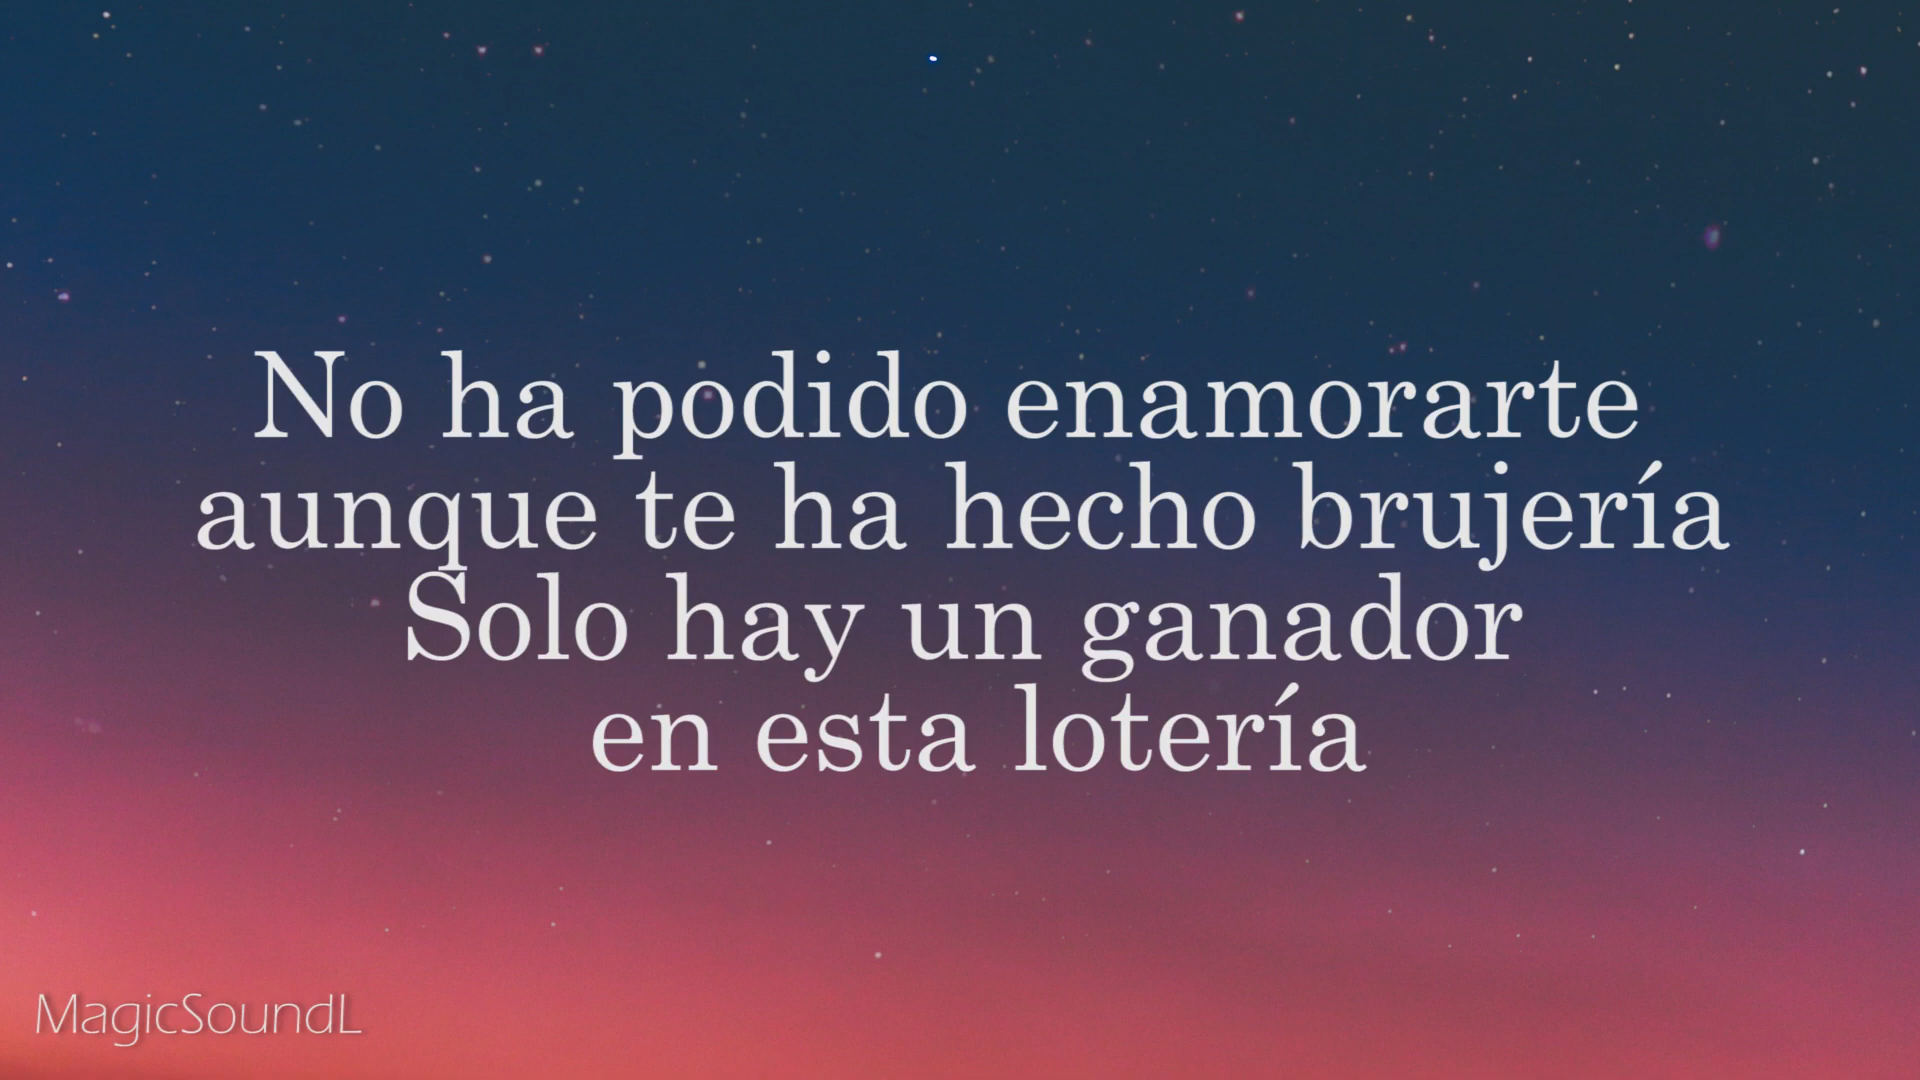 No ha podido enamorarte
aunque te ha hecho brujería
Solo hay un ganador
en esta lotería
MagicSoundL